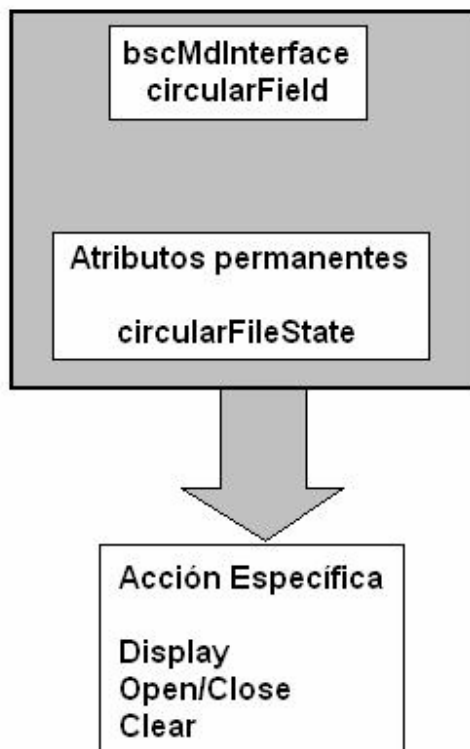 bscMdInterface
circularField
Atributos permanentes
circularFileState
Acción Específica
Display
Open/Close
Clear